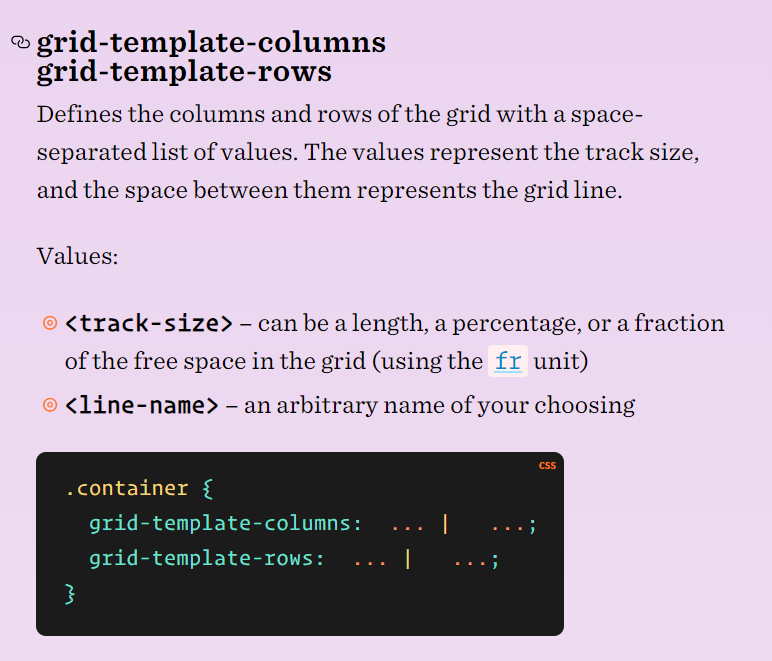 grid-template-columns
grid-template-rows
Defines the columns and rows of the grid with a space-
separated list of values. The values represent the track size,
and the space between them represents the grid line.
Values:
<track-size> – can be a length, a percentage, or a fraction
of the free space in the grid (using the fr unit)
<line-name> – an arbitrary name of your choosing
CSS
.container {
  grid-template-columns:  ... |   ...;
  grid-template-rows:  ... |   ...;
}